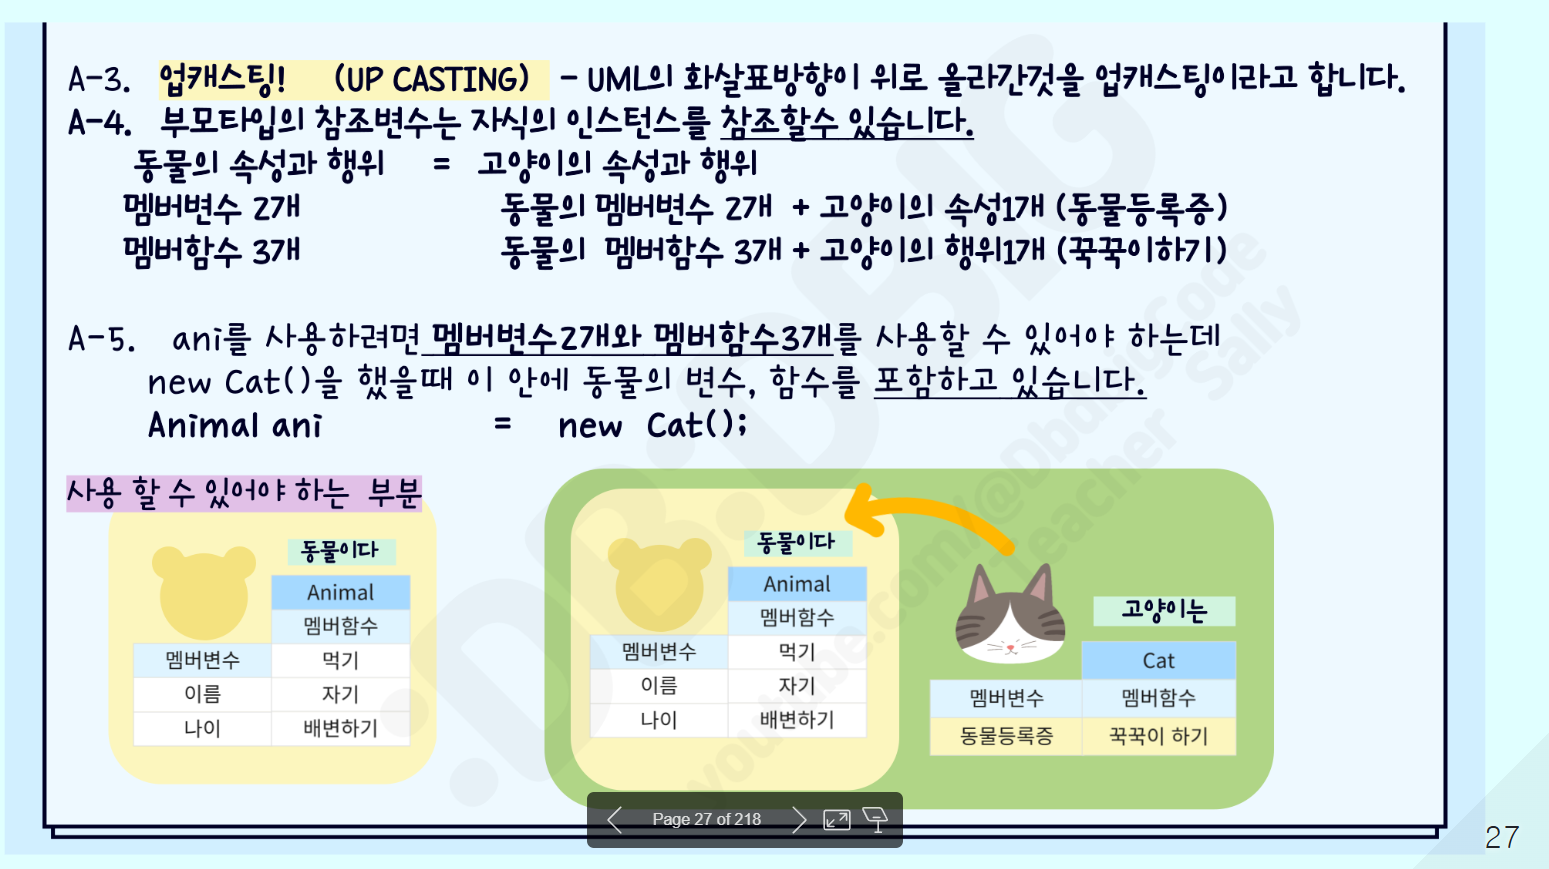 A-3. 업캐스팅! (UP CASTING) - UML의 화살표방향이 위로 올라간것을 업캐스팅이라고 합니다.
A-4. 부모타입의 참조변수는 자식의 인스턴스를 참조할수 있습니다.
동물의 속성과 행위 = 고양이의 속성과 행위
멤버변수 2개 동물의 멤버변수 2개 + 고양이의 속성1개 (동물등록증)
멤버함수 3개 동물의 멤버함수 3개 + 고양이의 행위1개 (꾹꾹이하기)
A-5. ani를 사용하려면 멤버변수2개와 멤버함수3개를 사용할 수 있어야 하는데
new Cat()을 했을때 이 안에 동물의 변수, 함수를 포함하고 있습니다.
Animal ani = new Cat();
사용 할 수 있어야 하는 부분
동물이다
Animal
멤버함수
멤버변수 먹기
이름 자기
나이 배변하기
동물이다
Animal
멤버함수
멤버변수 먹기
이름 자기
나이 배변하기
고양이는
Cat
멤버변수 멤버함수
동물등록증 꾹꾹이 하기
Page 27 of 218
27